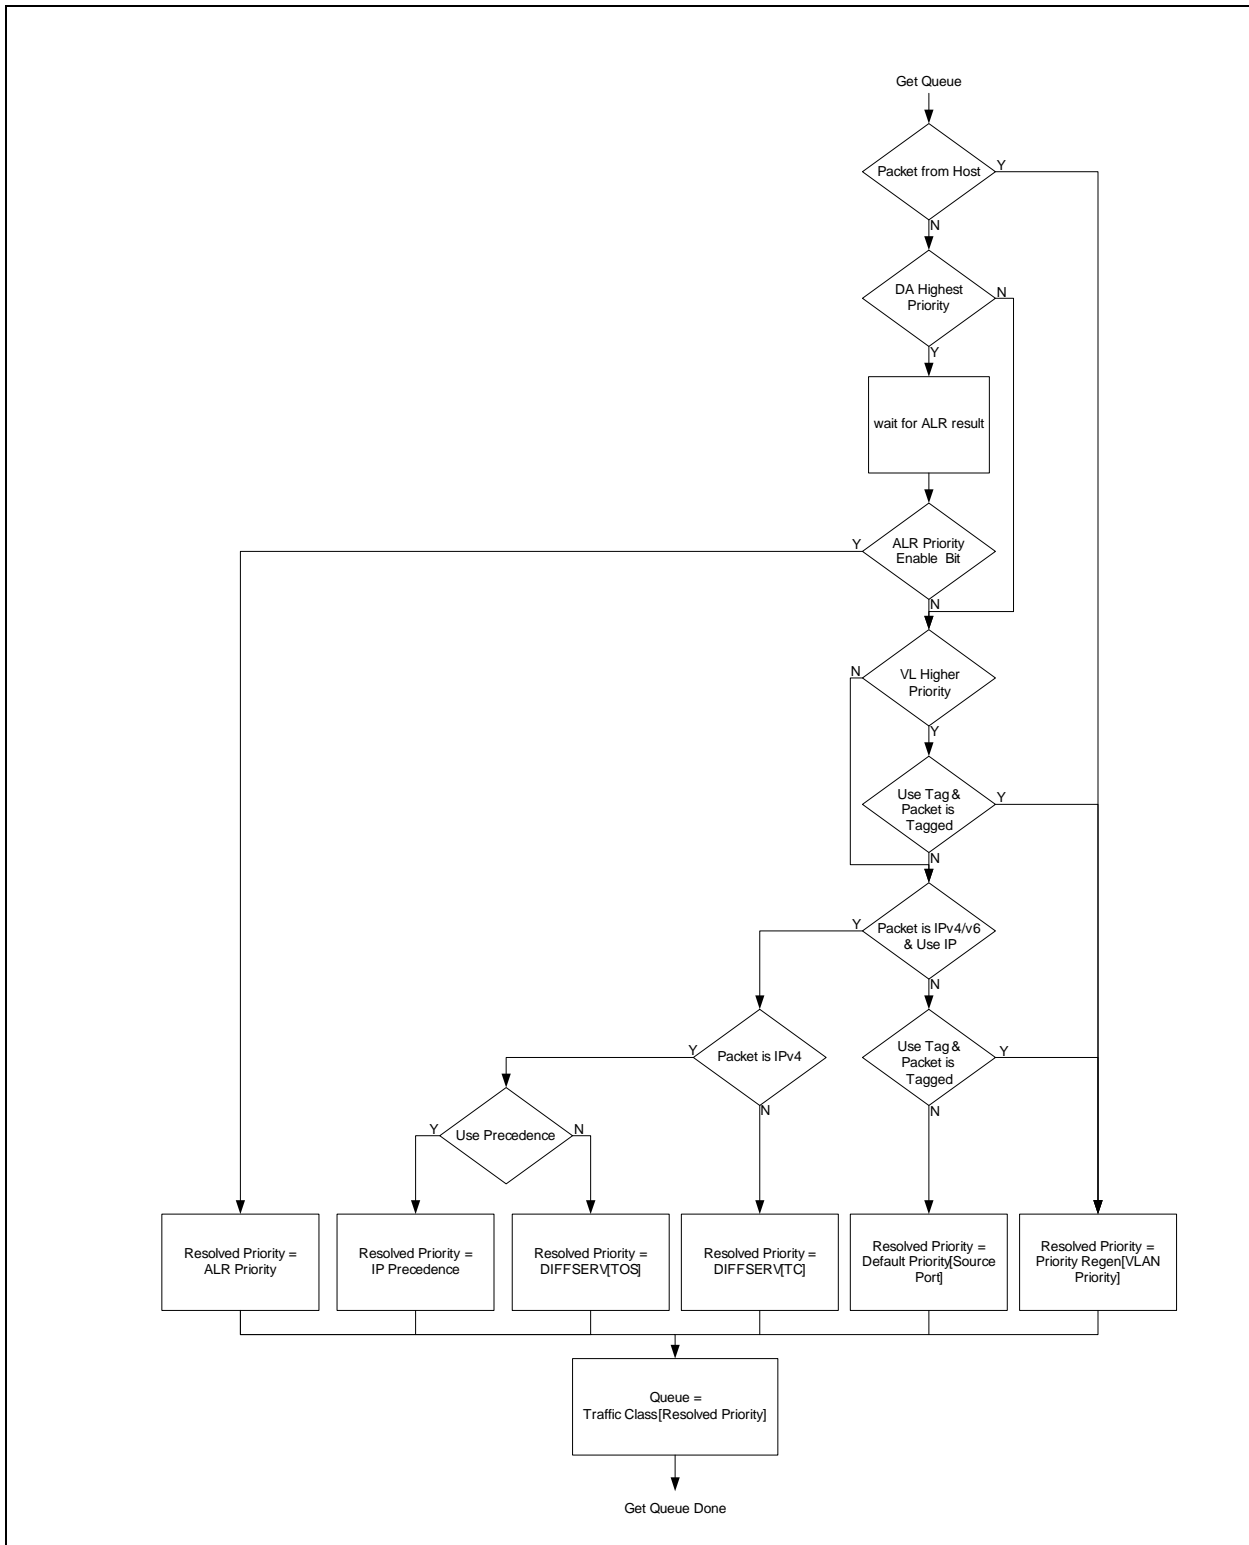 Get Queue
Packet from Host
Y
N
DA Highest
Priority
N
Y
wait for ALR result
Y
ALR Priority
Enable Bit
N
N
VL Higher
Priority
Y
Use Tag &
Packet is
Tagged
Y
N
Y
Packet is IPv4/v6
& Use IP
N
Y
Packet is IPv4
N
Use Tag &
Packet is
Tagged
Y
N
Y
Use Precedence
N
Resolved Priority =
ALR Priority
Resolved Priority =
IP Precedence
Resolved Priority =
DIFFSERV[TOS]
Resolved Priority =
DIFFSERV[TC]
Resolved Priority =
Default Priority[Source
Port]
Resolved Priority =
Priority Regen[VLAN
Priority]
Queue =
Traffic Class[Resolved Priority]
Get Queue Done